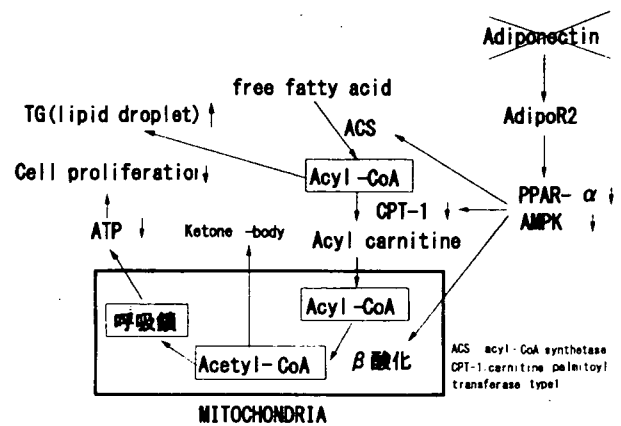 Adiponectin
free fatty acid
TG(lipid droplet)↑
ACS
AdipoR2
Cell proliferation↓
Acyl-CoA
PPAR-α↓
CPT-1 ↓
AMPK ↓
ATP ↓
Ketone-body
Acyl carnitine
Acyl-CoA
呼吸鎖
Acetyl-CoA
β酸化
ACS acyl-CoA synthetase
CPT-1.carnitine palmitoyl
transferase type1
MITOCHONDRIA